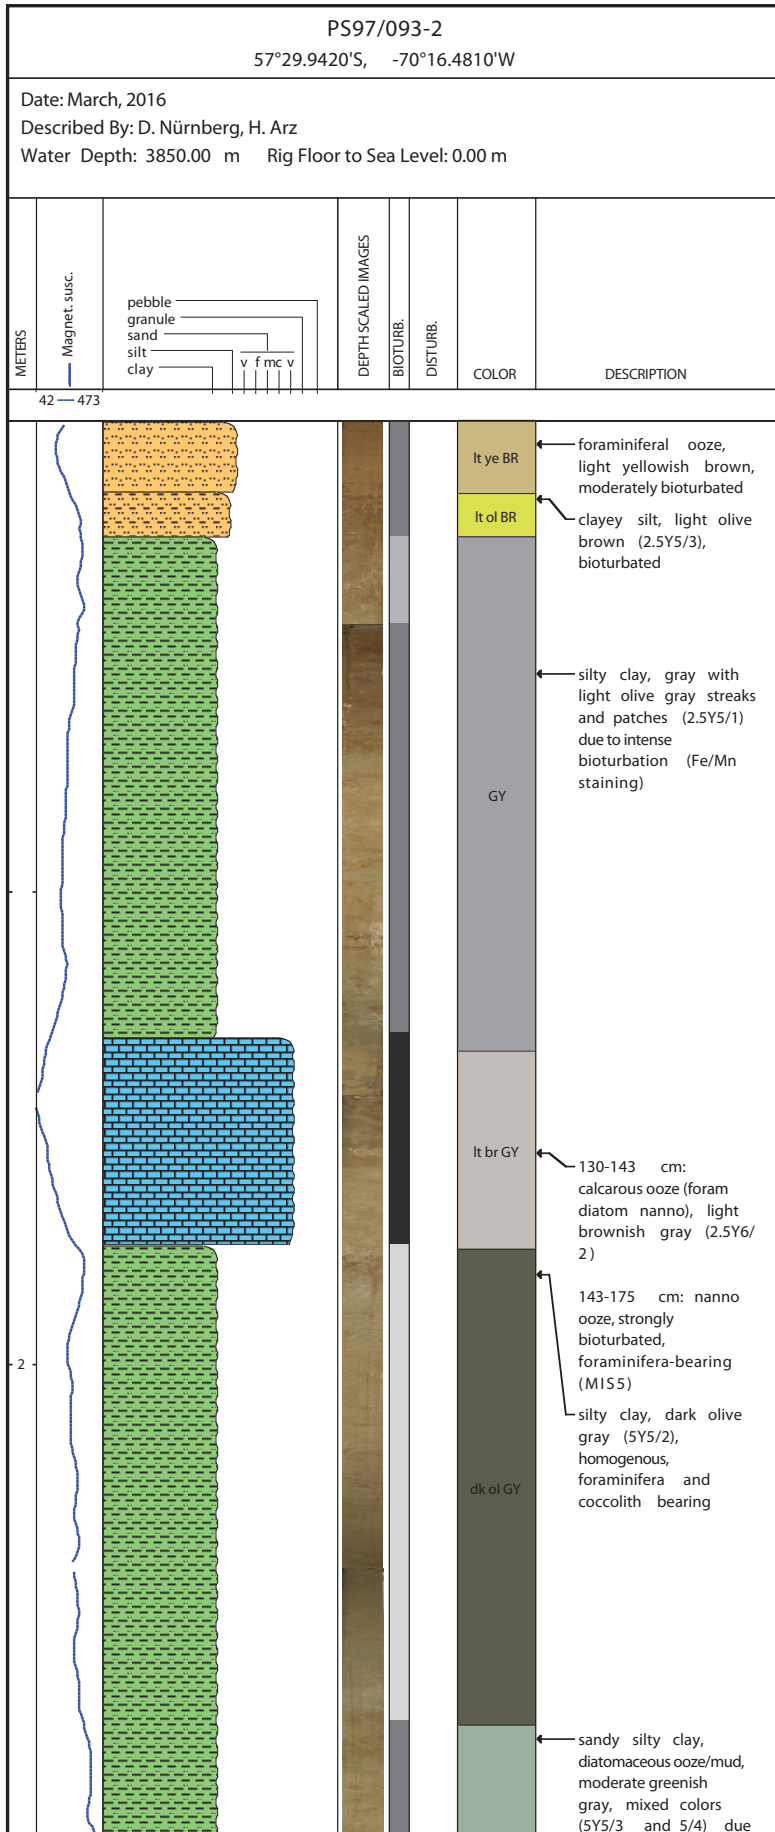 PS97/093-2
57°29.9420'S, -70°16.4810'W
Date: March, 2016
Described By: D. Nürnberg, H. Arz
Water Depth: 3850.00 m Rig Floor to Sea Level: 0.00 m
METERS
Magnet. susc.
pebble
granule
sand
silt
clay
v f m c v
DEPTH SCALED IMAGES
BIOTURB.
DISTURB.
COLOR
DESCRIPTION
42 473
lt ye BR
foraminiferal ooze,
light yellowish brown,
moderately bioturbated
lt ol BR
clayey silt, light olive
brown (2.5Y5/3),
bioturbated
silty clay, gray with
light olive gray streaks
and patches (2.5Y5/1)
due to intense
bioturbation (Fe/Mn
staining)
GY
lt br GY
130-143 cm:
calcarous ooze (foram
diatom nanno), light
brownish gray (2.5Y6/
2)
143-175 cm: nanno
ooze, strongly
bioturbated,
foraminifera-bearing
(MIS5)
2
silty clay, dark olive
gray (5Y5/2),
homogenous,
foraminifera and
coccolith bearing
dk ol GY
sandy silty clay,
diatomaceous ooze/mud,
moderate greenish
gray, mixed colors
(5Y5/3 and 5/4) due